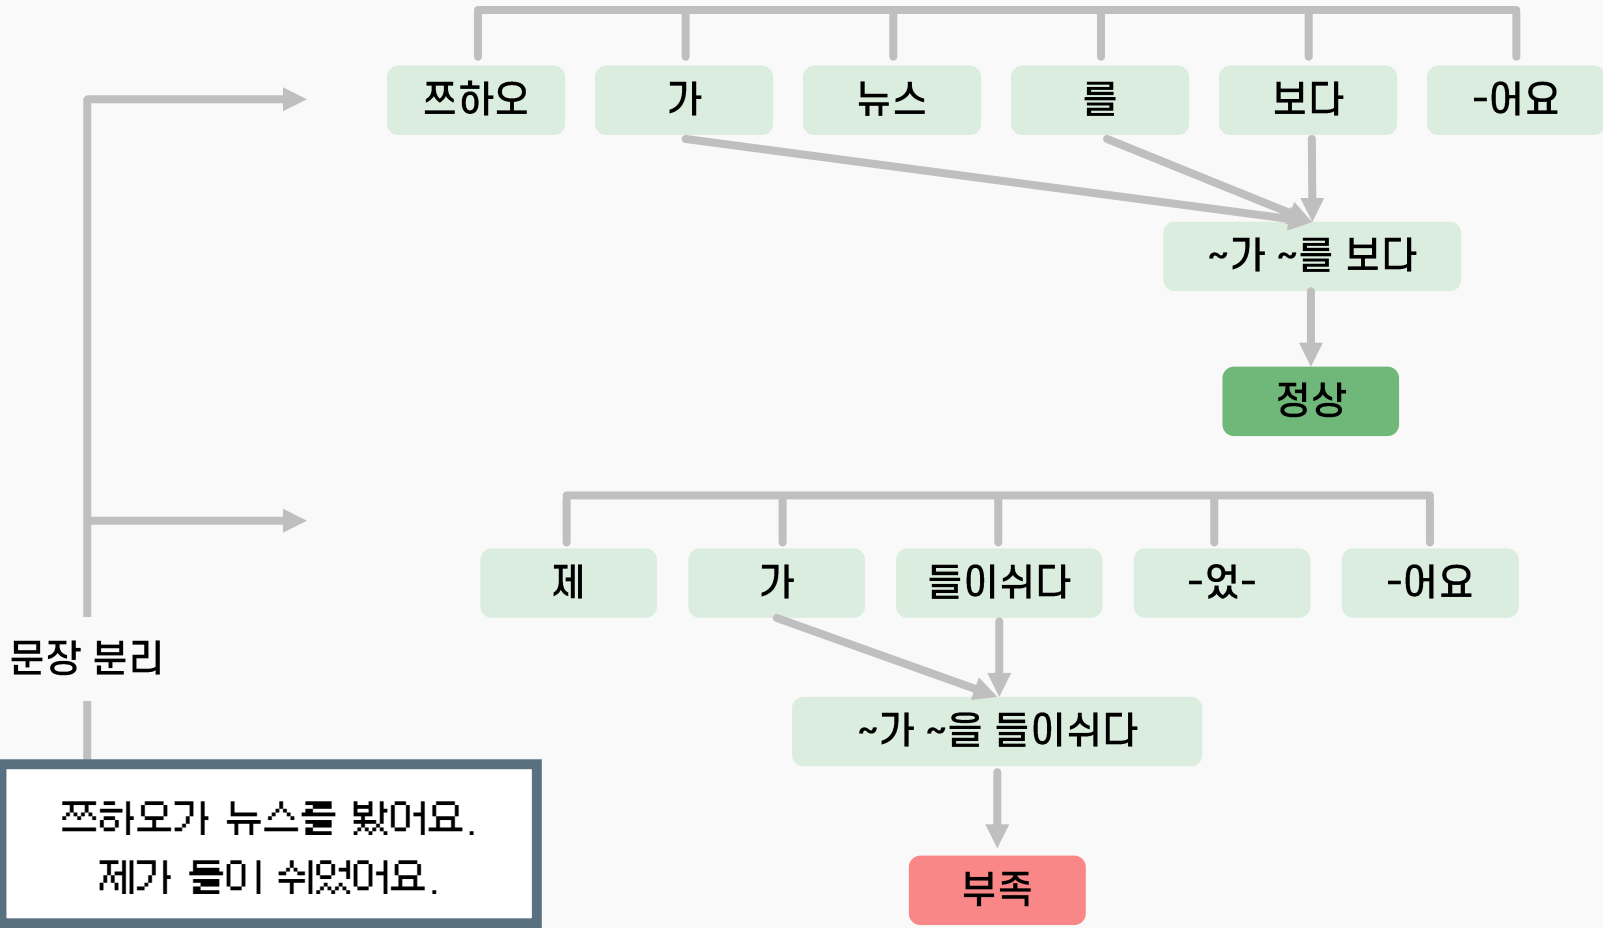 쯔하오 가 뉴스 를 보다 -어요
~가 ~를 보다
정상
제 가 들이쉬다 -었- -어요
~가 ~을 들이쉬다
부족
문장 분리
쯔하오가 뉴스를 봤어요.
제가 들이 쉬었어요.